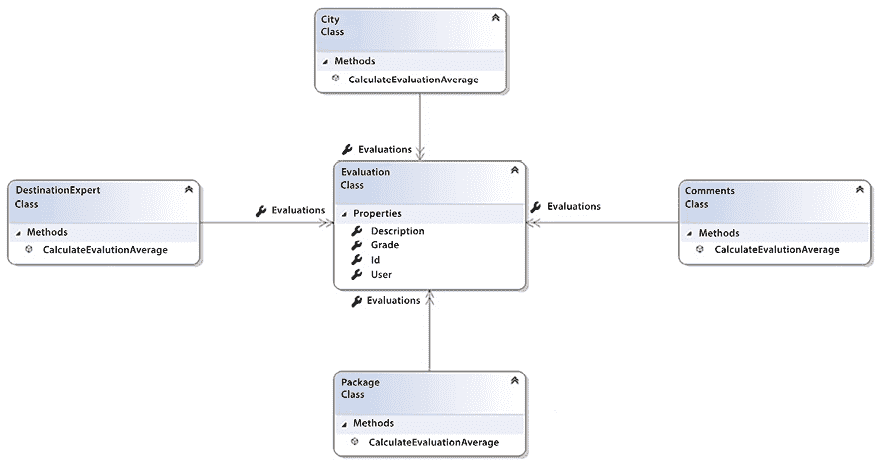 City
Class
Methods
CalculateEvaluationAverage
Evaluations
DestinationExpert
Class
Methods
CalculateEvalutionAverage
Evaluations
Evaluation
Class
Properties
Description
Grade
Id
User
Evaluations
Comments
Class
Methods
CalculateEvalutionAverage
Evaluations
Package
Class
Methods
CalculateEvaluationAverage